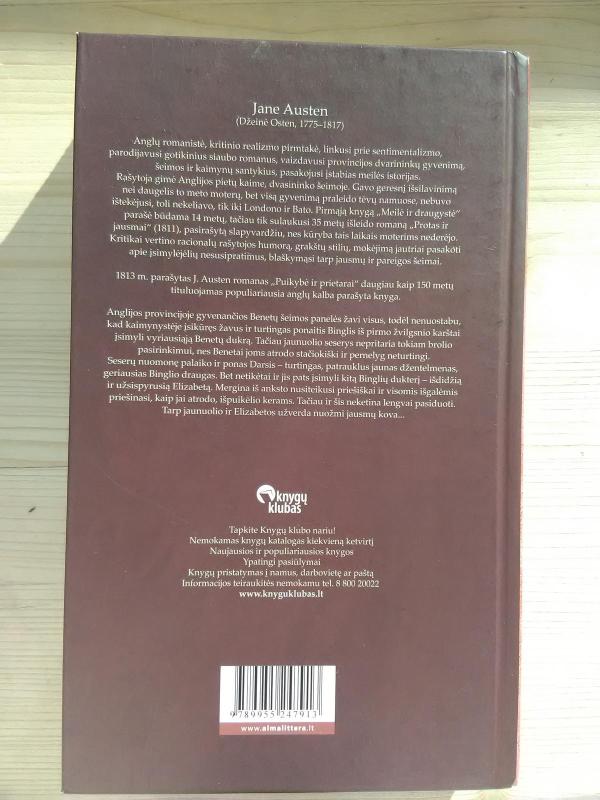 Jane Austen
(Džeinė Osten, 1775–1817)
Anglų romanistė, kritinio realizmo pirmtakė, linkusi prie sentimentalizmo,
parodijavusi gotikinius siaubo romanus, vaizdavusi provincijos dvarininkų gyvenimą,
šeimos ir kaimynų santykius, pasakojusi įstabias meilės istorijas.
Rašytoja gimė Anglijos pietų kaime, dvasininko šeimoje. Gavo geresnį išsilavinimą
nei daugelis to meto moterų, bet visą gyvenimą praleido tėvų namuose, nebuvo
ištekėjusi, toli nekeliavo, tik iki Londono ir Bato. Pirmąją knygą „Meilė ir draugystė“
parašė būdama 14 metų, tačiau tik sulaukusi 35 metų išleido romaną „Protas ir
jausmai“ (1811), pasirašytą slapyvardžiu, nes kūryba tais laikais moterims nederėjo.
Kritikai vertino racionalų rašytojos humorą, grakštų stilių, mokėjimą jautriai pasakoti
apie įsimylėjėlių nesusipratimus, blaškymąsi tarp jausmų ir pareigos šeimai.
1813 m. parašytas J. Austen romanas „Puikybė ir prietarai“ daugiau kaip 150 metų
tituluojamas populiariausia anglų kalba parašyta knyga.
Anglijos provincijoje gyvenančios Benetų šeimos panelės žavi visus, todėl nenuostabu,
kad kaimynystėje įsikūręs žavus ir turtingas ponaitis Binglis iš pirmo žvilgsnio karštai
įsimyli vyriausiąją Benetų dukrą. Tačiau jaunuolio seserys nepritaria tokiam brolio
pasirinkimui, nes Benetai joms atrodo stačiokiški ir pernelyg neturtingi.
Seserų nuomonę palaiko ir ponas Darsis – turtingas, patrauklus jaunas džentelmenas,
geriausias Binglio draugas. Bet netikėtai ir jis pats įsimyli kitą Binglių dukterį – išdidžią
ir užsispyrusią Elizabetą. Mergina iš anksto nusiteikusi priešiškai ir visomis išgalėmis
priešinasi, kaip jai atrodo, išpuikėlio kerams. Tačiau ir šis neketina lengvai pasiduoti.
Tarp jaunuolio ir Elizabetos užverda nuožmi jausmų kova...
knygų
klubas
Tapkite Knygų klubo nariu!
Nemokamas knygų katalogas kiekvieną ketvirtį
Naujausios ir populiariausios knygos
Ypatingi pasiūlymai
Knygų pristatymas į namus, darbovietę ar paštą
Informacijos teiraukitės nemokamu tel. 8 800 20022
www.knyguklubas.lt
9 789955 247913
www.almalittera.lt